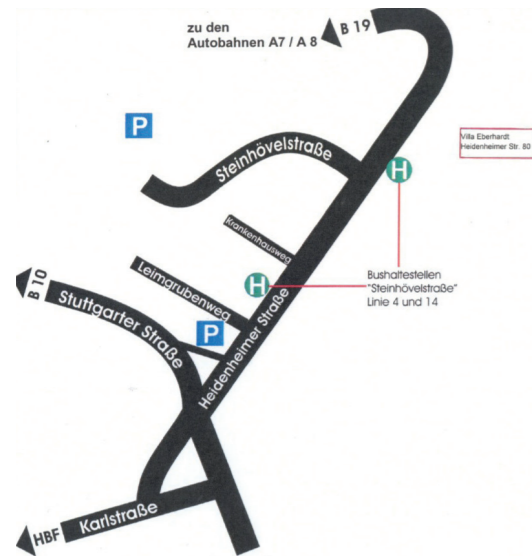 zu den
Autobahnen A7 / A 8
B 19
P
Steinhövelstraße
H
Villa Eberhardt
Heidenheimer Str. 80
Krankenhausweg
Leimgrubenweg
H
Bushaltestellen
"Steinhövelstraße"
Linie 4 und 14
B 10
Stuttgarter Straße
P
Heidenheimer Straße
Karlstraße
HBF